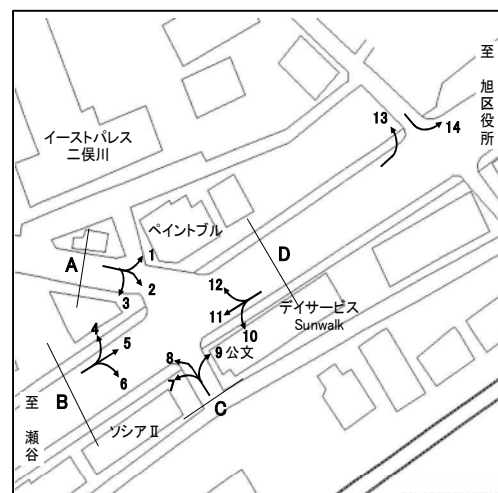 至
旭
区
役
所
13
14
イーストパレス
二俣川
ペイントブル
A
1
2
3
D
12
11
10
デイサービス
Sunwalk
4
5
6
8
9
公文
7
B
C
至
瀬
谷
ソシアⅡ